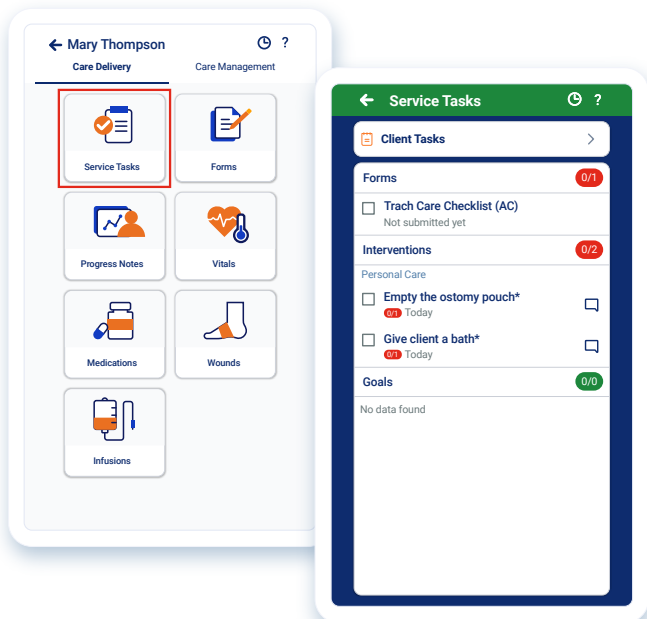 Mary Thompson ?
Care Delivery Care Management
Service Tasks Forms
Progress Notes Vitals
Medications Wounds
Infusions
Service Tasks ?
Client Tasks
Forms 0/1
Trach Care Checklist (AC)
Not submitted yet
Interventions 0/2
Personal Care
Empty the ostomy pouch*
0/1 Today
Give client a bath*
0/1 Today
Goals 0/0
No data found